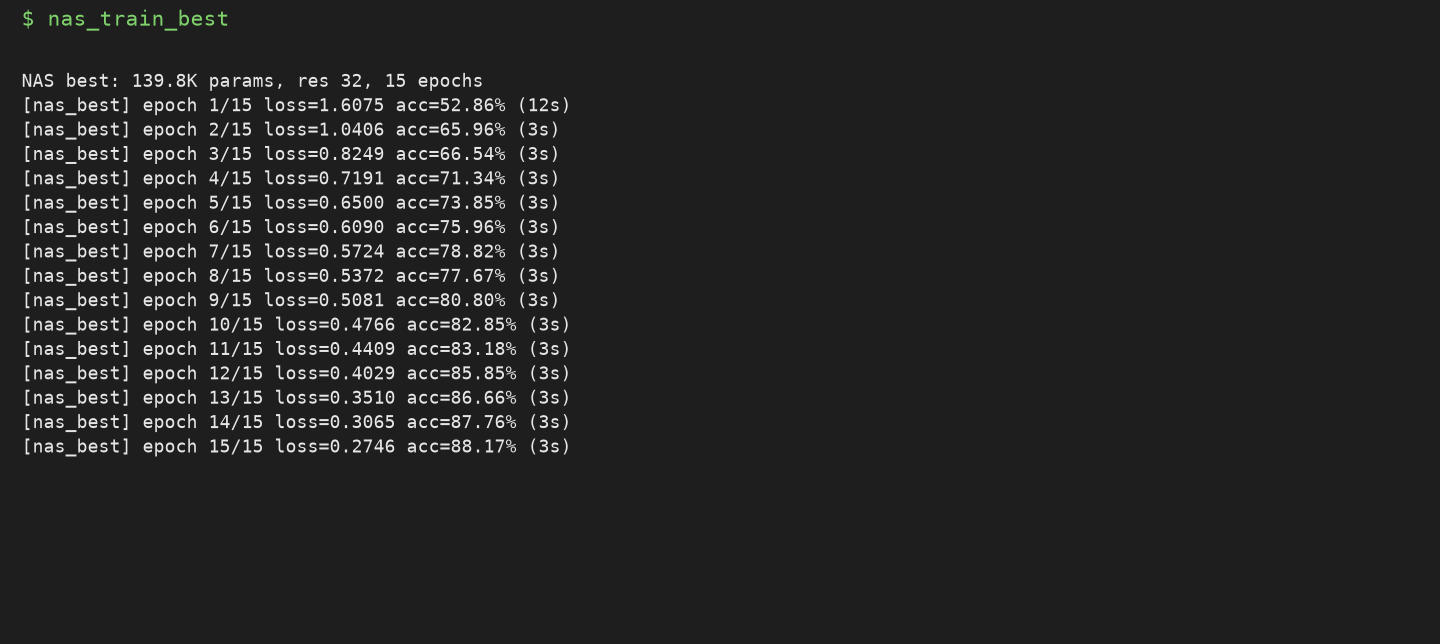 $ nas_train_best
NAS best: 139.8K params, res 32, 15 epochs
[nas_best] epoch 1/15 loss=1.6075 acc=52.86% (12s)
[nas_best] epoch 2/15 loss=1.0406 acc=65.96% (3s)
[nas_best] epoch 3/15 loss=0.8249 acc=66.54% (3s)
[nas_best] epoch 4/15 loss=0.7191 acc=71.34% (3s)
[nas_best] epoch 5/15 loss=0.6500 acc=73.85% (3s)
[nas_best] epoch 6/15 loss=0.6090 acc=75.96% (3s)
[nas_best] epoch 7/15 loss=0.5724 acc=78.82% (3s)
[nas_best] epoch 8/15 loss=0.5372 acc=77.67% (3s)
[nas_best] epoch 9/15 loss=0.5081 acc=80.80% (3s)
[nas_best] epoch 10/15 loss=0.4766 acc=82.85% (3s)
[nas_best] epoch 11/15 loss=0.4409 acc=83.18% (3s)
[nas_best] epoch 12/15 loss=0.4029 acc=85.85% (3s)
[nas_best] epoch 13/15 loss=0.3510 acc=86.66% (3s)
[nas_best] epoch 14/15 loss=0.3065 acc=87.76% (3s)
[nas_best] epoch 15/15 loss=0.2746 acc=88.17% (3s)